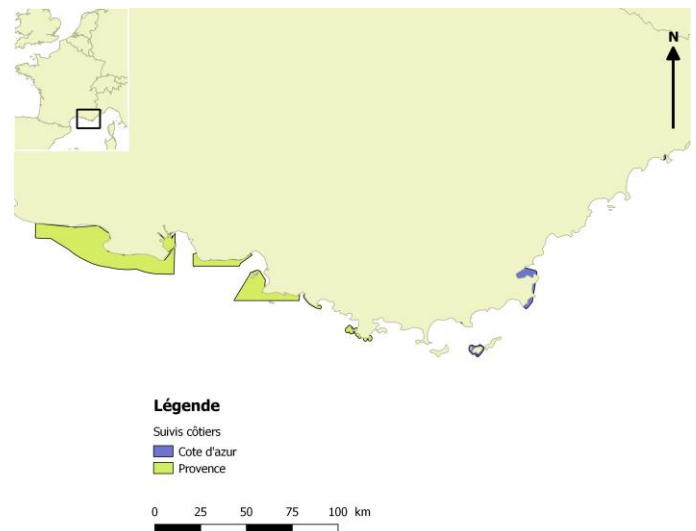 N
Légende
Suivis côtiers
Cote d'azur
Provence
0 25 50 75 100 km